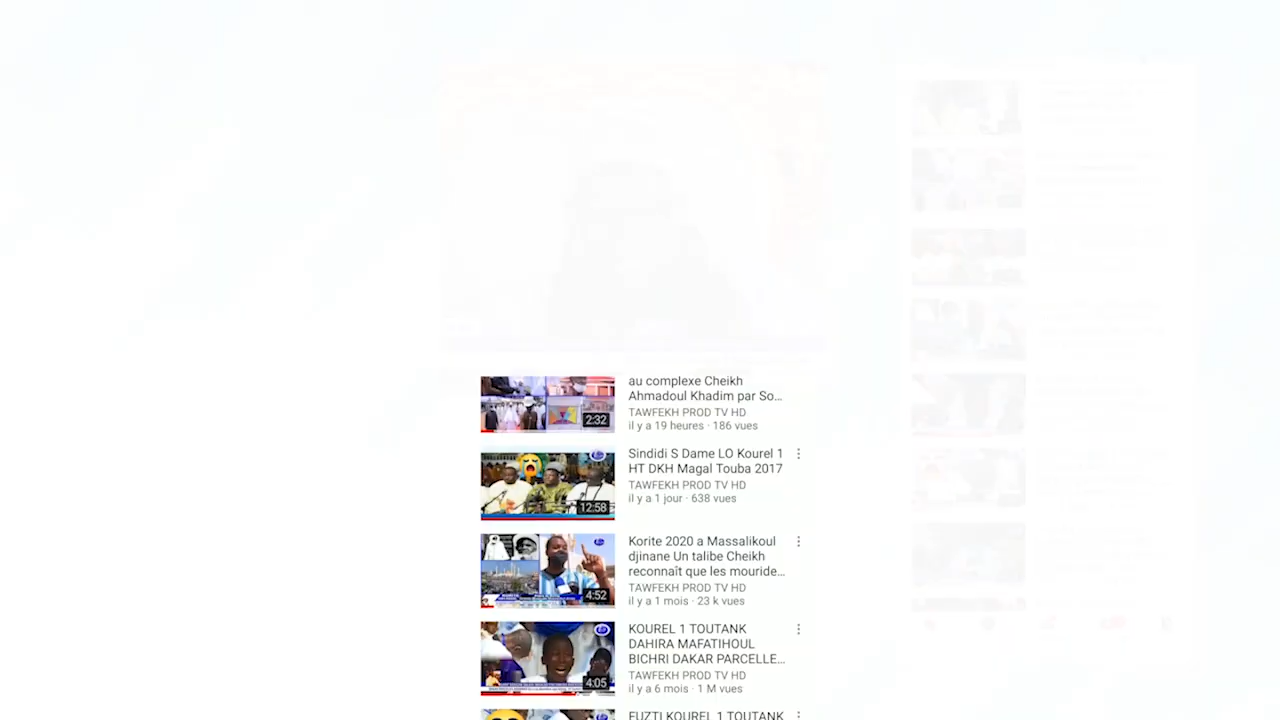 au complexe Cheikh
Ahmadoul Khadim par So...
TAWFEKH PROD TV HD
il y a 19 heures · 186 vues
2:32
Sindidi S Dame LO Kourel 1
HT DKH Magal Touba 2017
TAWFEKH PROD TV HD
il y a 1 jour · 638 vues
12:58
Korite 2020 a Massalikoul
djinane Un talibe Cheikh
reconnaît que les mouride...
TAWFEKH PROD TV HD
il y a 1 mois · 23 k vues
4:52
KOUREL 1 TOUTANK
DAHIRA MAFATIHOUL
BICHRI DAKAR PARCELLE...
TAWFEKH PROD TV HD
il y a 6 mois · 1 M vues
4:05
FUZTI KOUREL 1 TOUTANK